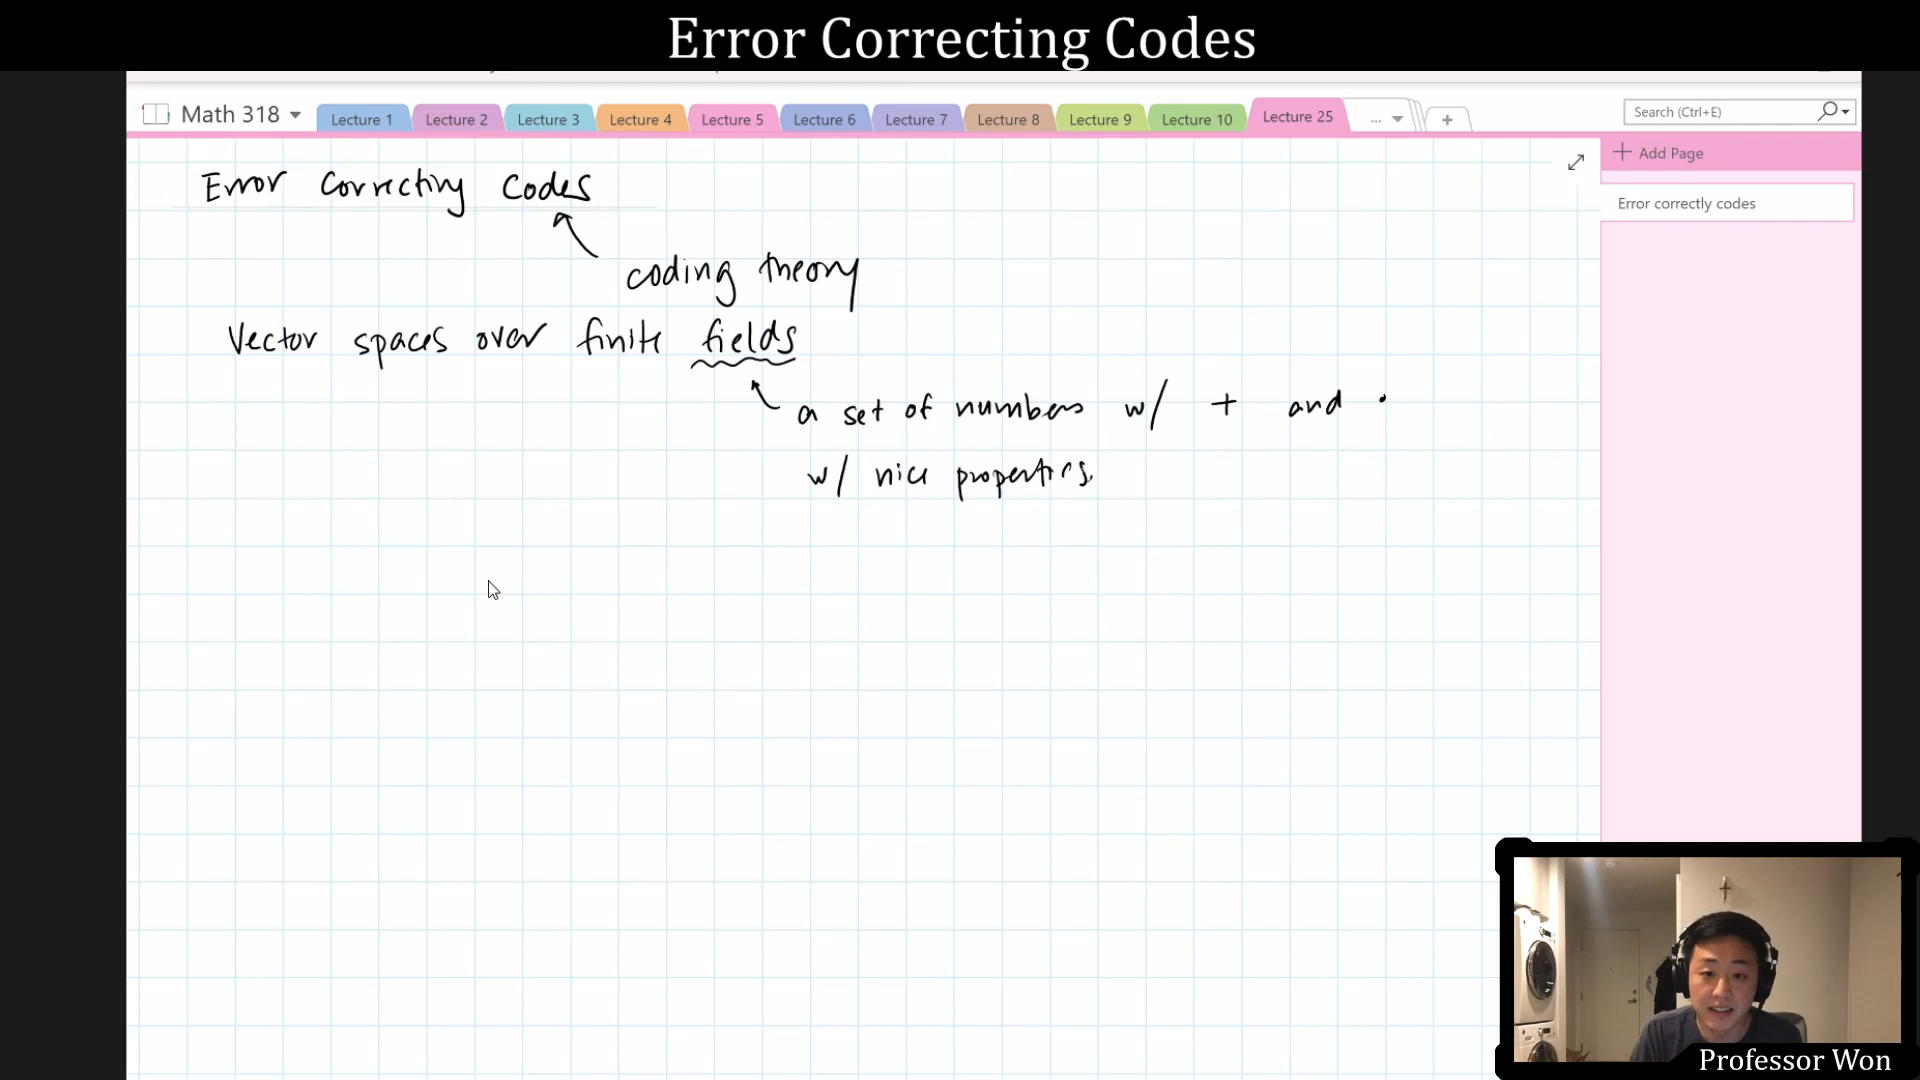 Error Correcting Codes
Math 318
Lecture 1
Lecture 2
Lecture 3
Lecture 4
Lecture 5
Lecture 6
Lecture 7
Lecture 8
Lecture 9
Lecture 10
Lecture 25
...
+
Search (Ctrl+E)
+ Add Page
Error correctly codes
Error Correcting Codes
coding theory
Vector spaces over finite fields
a set of numbers w/ + and •
w/ nice properties.
Professor Won